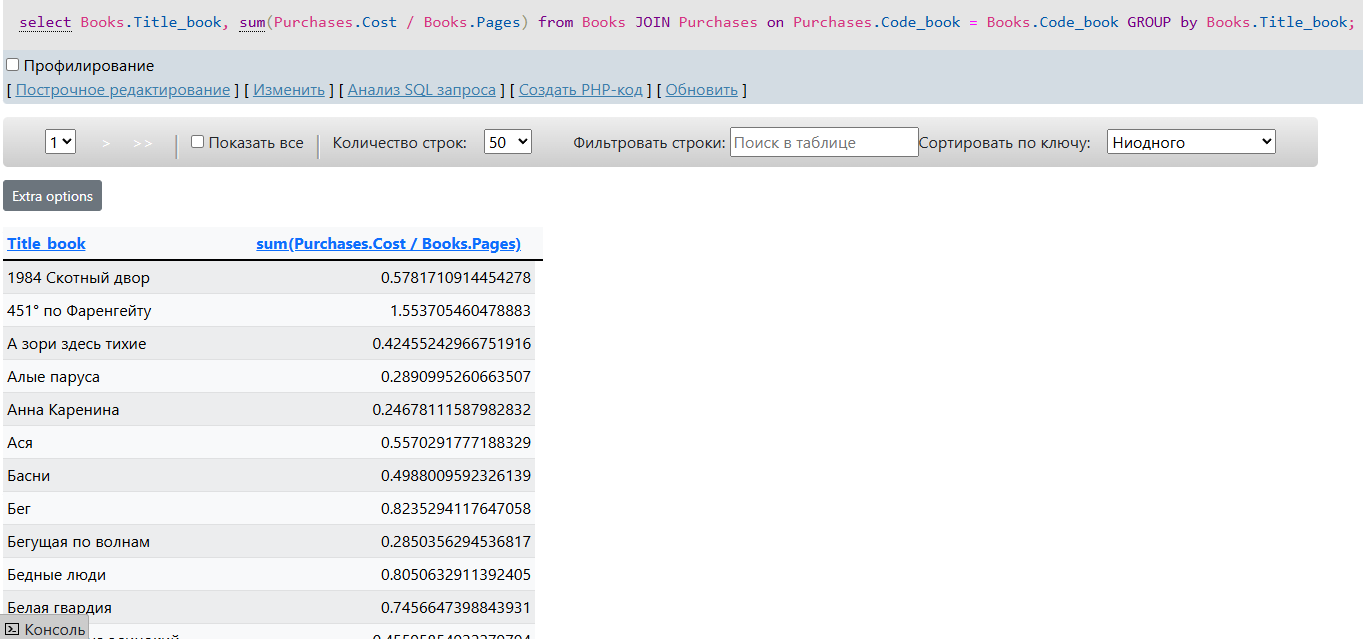 select Books.Title_book, sum(Purchases.Cost / Books.Pages) from Books JOIN Purchases on Purchases.Code_book = Books.Code_book GROUP by Books.Title_book;
Профилирование
[ Построчное редактирование ] [ Изменить ] [ Анализ SQL запроса ] [ Создать PHP-код ] [ Обновить ]
1 > >> Показать все Количество строк: 50 Фильтровать строки: Поиск в таблице Сортировать по ключу: Ниодного
Extra options
Title_book sum(Purchases.Cost / Books.Pages)
1984 Скотный двор 0.5781710914454278
451° по Фаренгейту 1.553705460478883
А зори здесь тихие 0.42455242966751916
Алые паруса 0.2890995260663507
Анна Каренина 0.24678111587982832
Ася 0.5570291777188329
Басни 0.4988009592326139
Бег 0.8235294117647058
Бегущая по волнам 0.2850356294536817
Бедные люди 0.8050632911392405
Белая гвардия 0.7456647398843931
Консоль